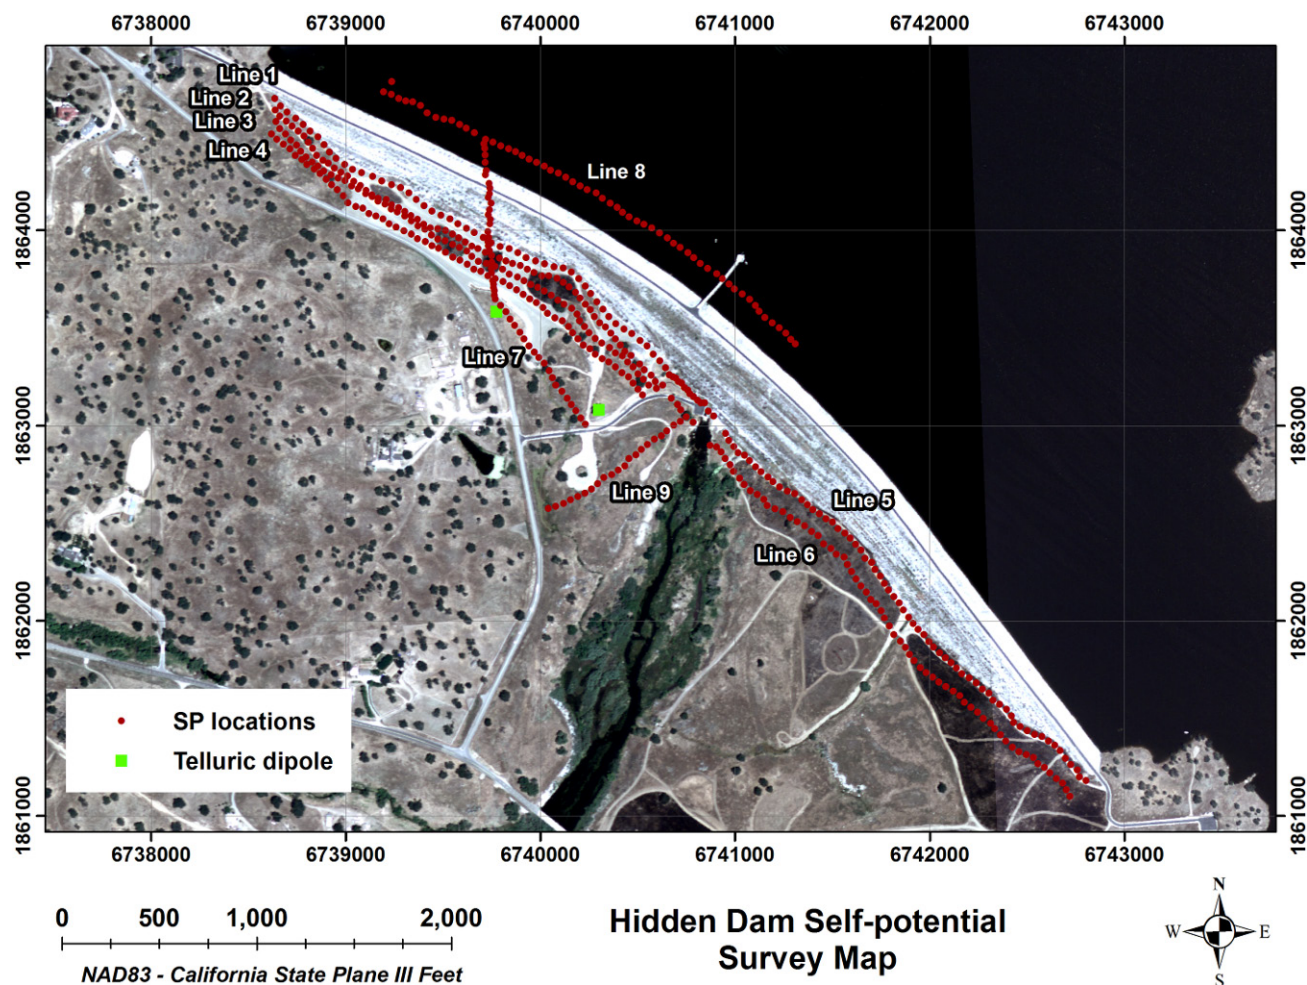 6738000 6739000 6740000 6741000 6742000 6743000
Line 1
Line 2
Line 3
Line 4
Line 8
1864000 1864000
Line 7
1863000 1863000
Line 9
Line 5
Line 6
1862000 1862000
SP locations
Telluric dipole
1861000 1861000
6738000 6739000 6740000 6741000 6742000 6743000
0 500 1,000 2,000
NAD83 - California State Plane III Feet
Hidden Dam Self-potential
Survey Map
N
W E
S